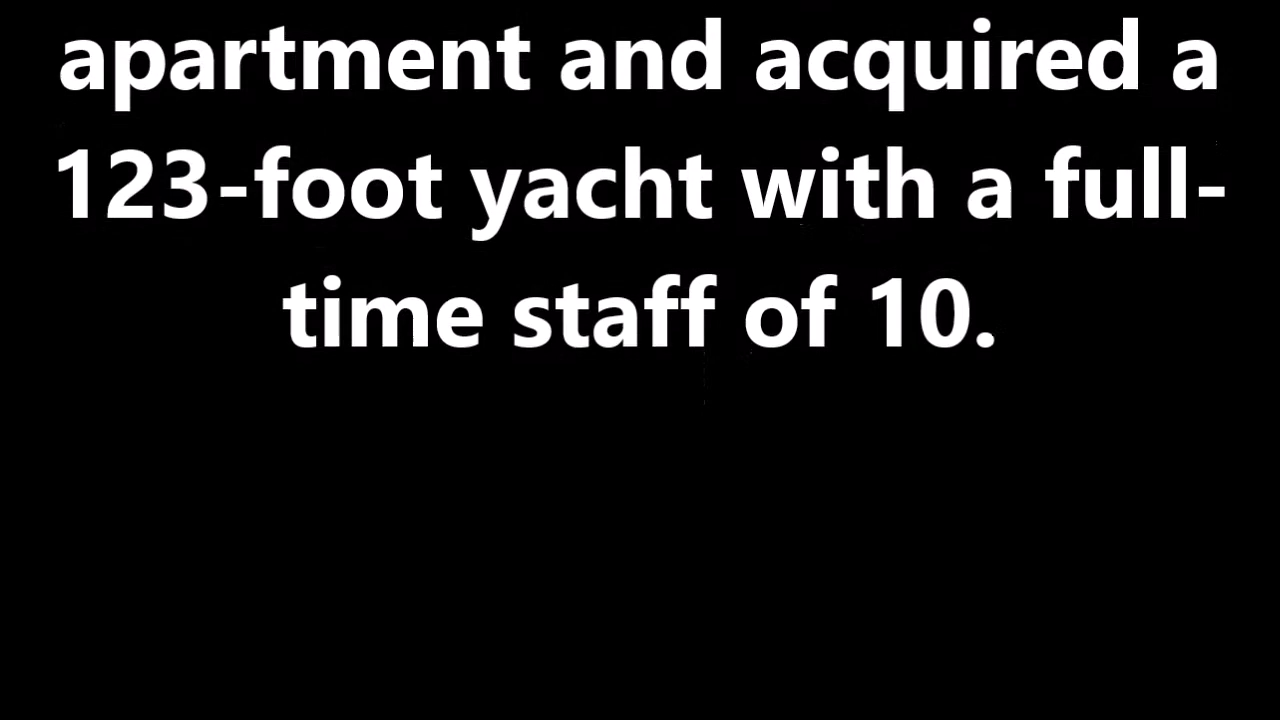 apartment and acquired a
123-foot yacht with a full-
time staff of 10.